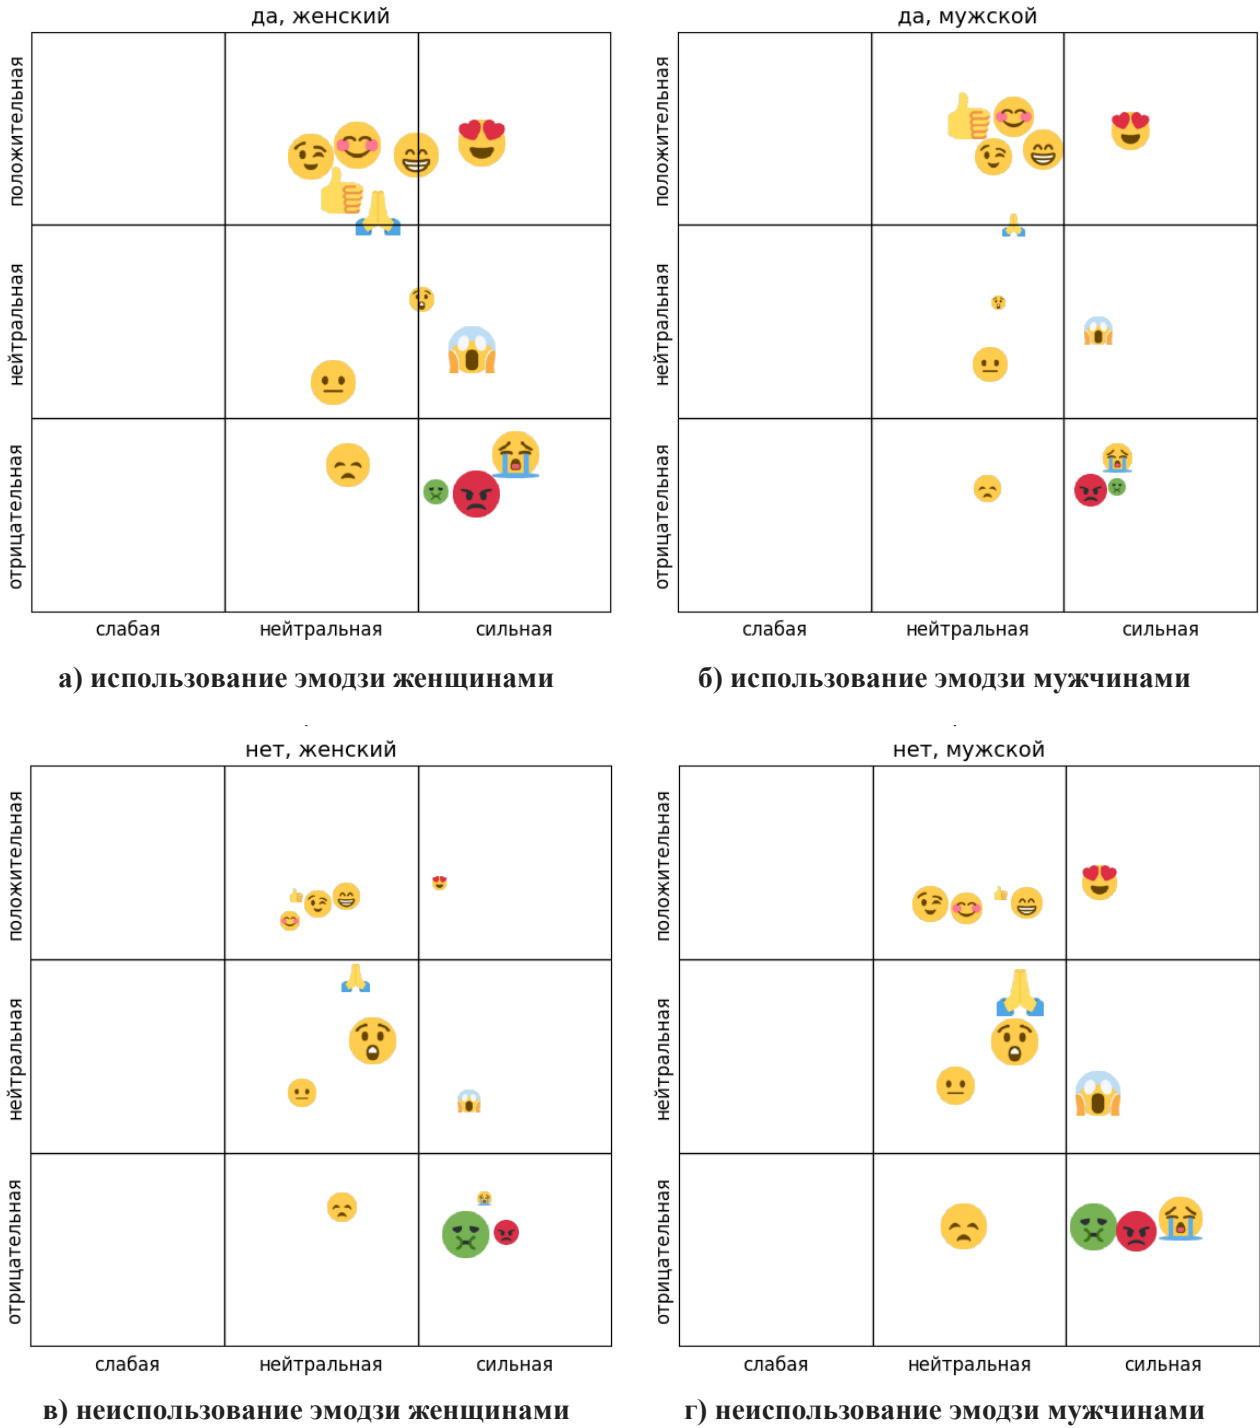 да, женский
да, мужской
положительная
нейтральная
отрицательная
слабая нейтральная сильная
положительная
нейтральная
отрицательная
слабая нейтральная сильная
а) использование эмодзи женщинами
б) использование эмодзи мужчинами
нет, женский
нет, мужской
положительная
нейтральная
отрицательная
слабая нейтральная сильная
положительная
нейтральная
отрицательная
слабая нейтральная сильная
в) неиспользование эмодзи женщинами
г) неиспользование эмодзи мужчинами